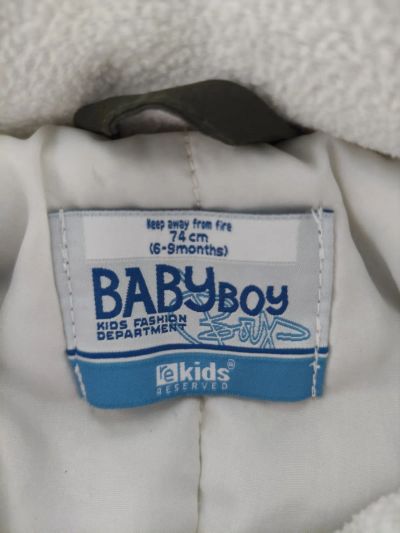 Keep away from fire
74 cm
(6-9months)
BABY BOY
KIDS FASHION
DEPARTMENT
re kids®
RESERVED